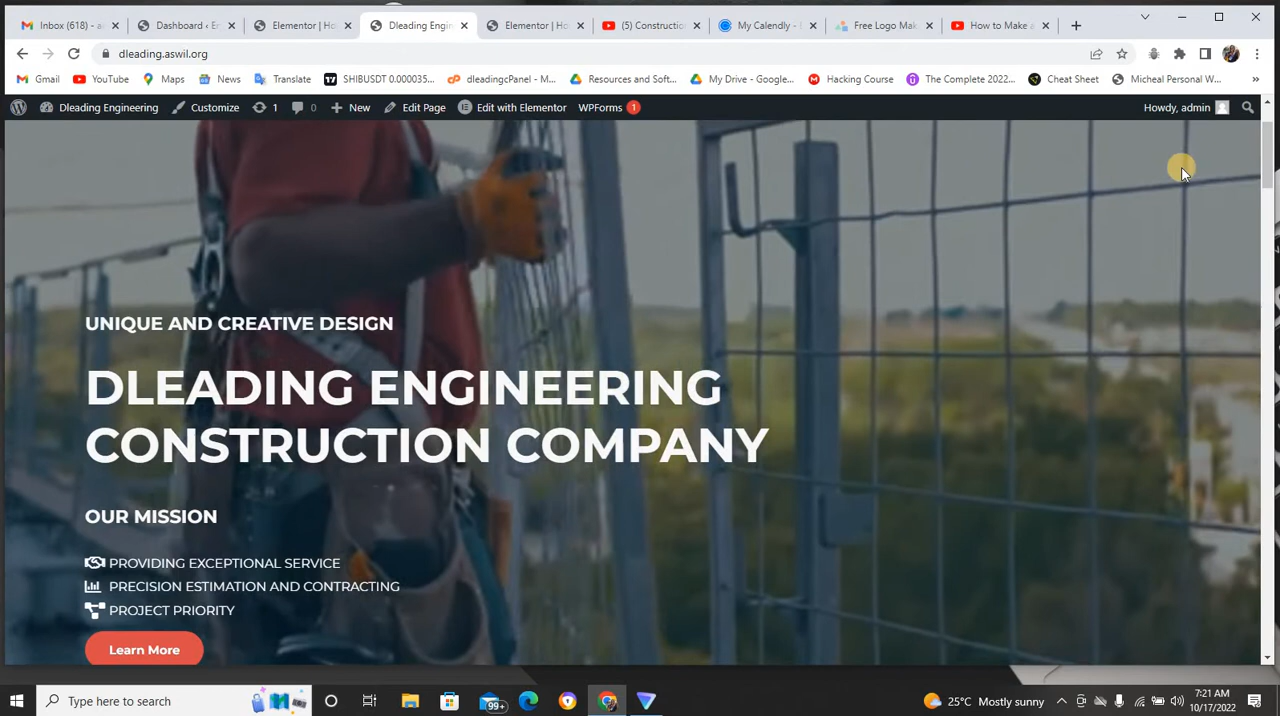 Inbox (618) - a
Dashboard ‹ E
Elementor | Ho
Dleading Engin
Elementor | Ho
(5) Construction
My Calendly -
Free Logo Mak
How to Make a
dleading.aswil.org
Gmail
YouTube
Maps
News
Translate
SHIBUSDT 0.000035...
dleadingcPanel - M...
Resources and Soft...
My Drive - Google...
Hacking Course
The Complete 2022...
Cheat Sheet
Micheal Personal W...
»
Dleading Engineering
Customize
1
0
New
Edit Page
Edit with Elementor
WPForms 1
Howdy, admin
UNIQUE AND CREATIVE DESIGN
DLEADING ENGINEERING
CONSTRUCTION COMPANY
OUR MISSION
PROVIDING EXCEPTIONAL SERVICE
PRECISION ESTIMATION AND CONTRACTING
PROJECT PRIORITY
Learn More
Type here to search
99+
25°C Mostly sunny
7:21 AM
10/17/2022